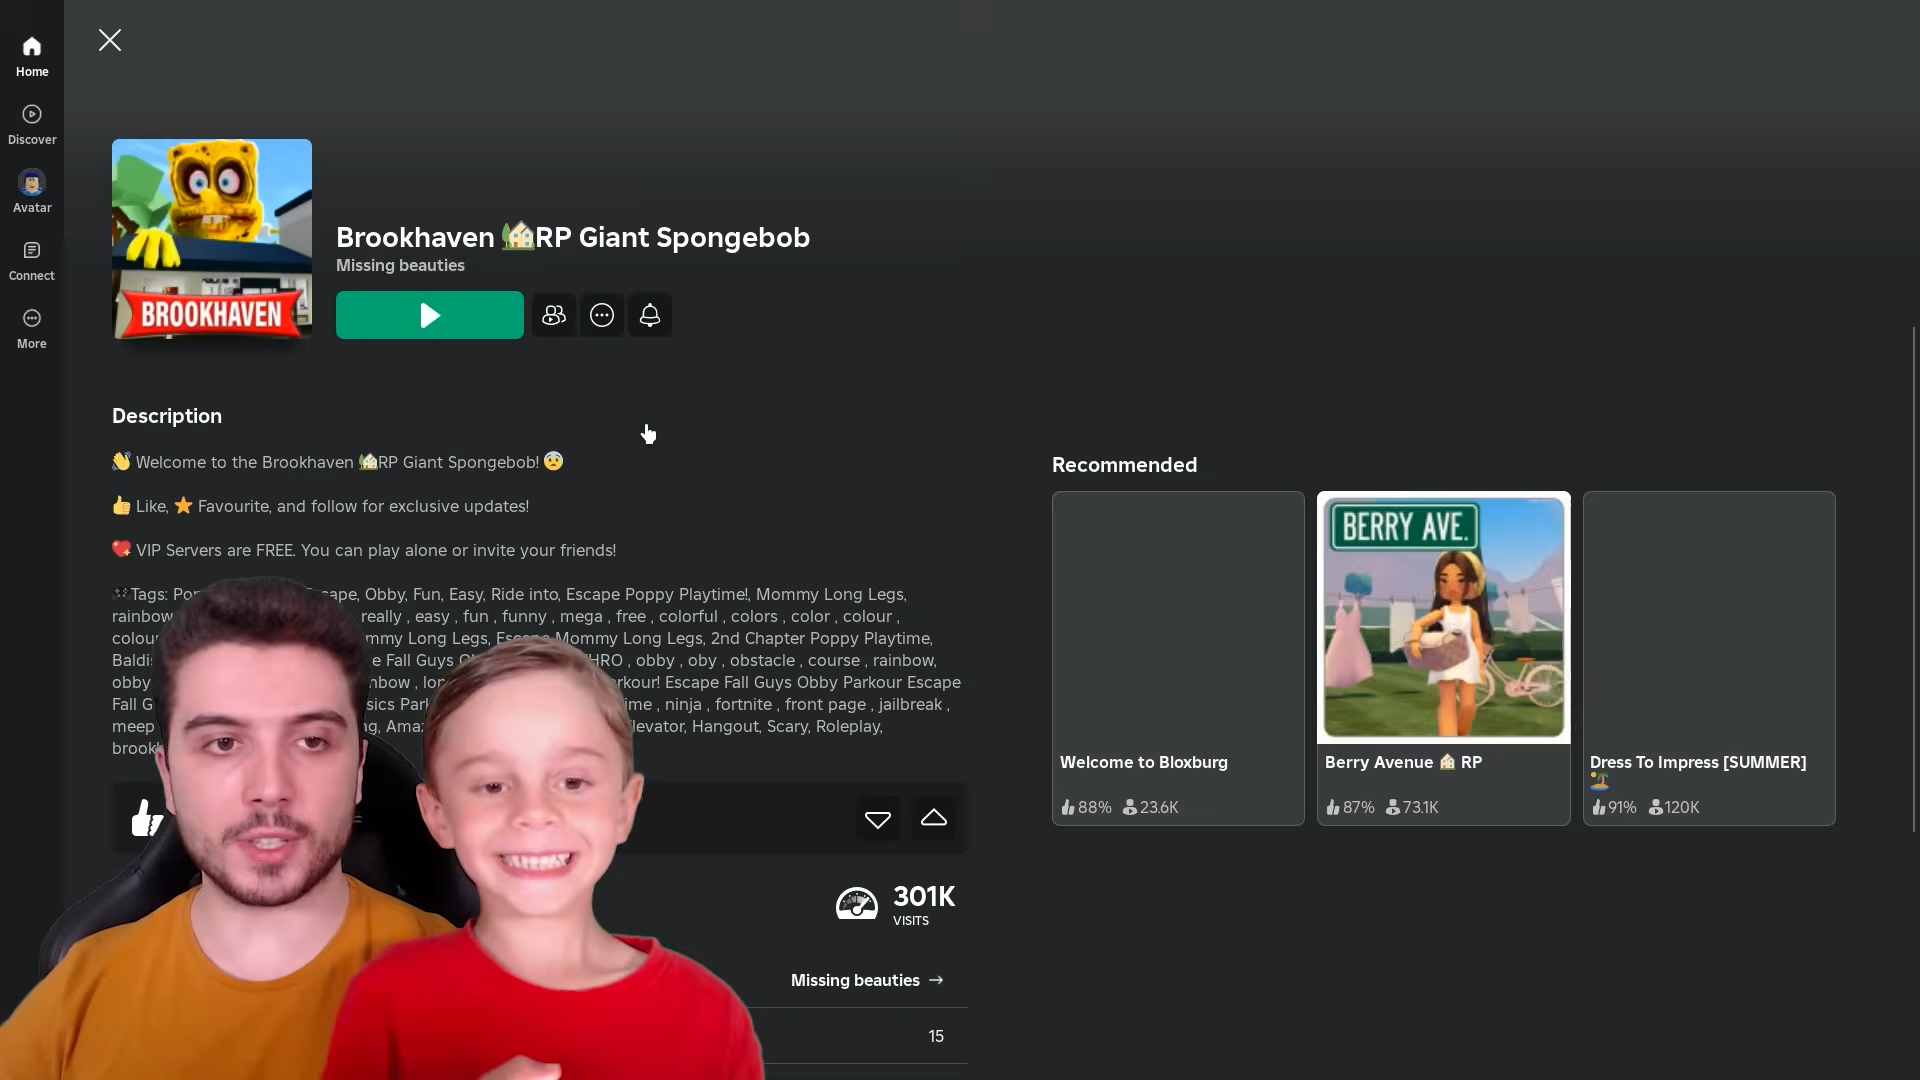 Home
Discover
Avatar
Connect
More
BROOKHAVEN
Brookhaven 🏡RP Giant Spongebob
Missing beauties
Description
👋 Welcome to the Brookhaven 🏡RP Giant Spongebob! 😨
👍 Like, ⭐ Favourite, and follow for exclusive updates!
💖 VIP Servers are FREE. You can play alone or invite your friends!
Tags: Obby, Fun, Easy, Ride into, Escape Poppy Playtime!, Mommy Long Legs,
rainbow really , easy , fun , funny , mega , free , colorful , colors , color , colour ,
Long Legs, Mommy Long Legs, 2nd Chapter Poppy Playtime,
Fall Guys , obby , oby , obstacle , course , rainbow,
obby Escape Fall Guys Obby Parkour Escape
Fall , ninja , fortnite , front page , jailbreak ,
meep Hangout, Scary, Roleplay,
301K
VISITS
Missing beauties →
15
Recommended
BERRY AVE.
Welcome to Bloxburg
88% 23.6K
Berry Avenue 🏠 RP
87% 73.1K
Dress To Impress [SUMMER]
🏝️
91% 120K